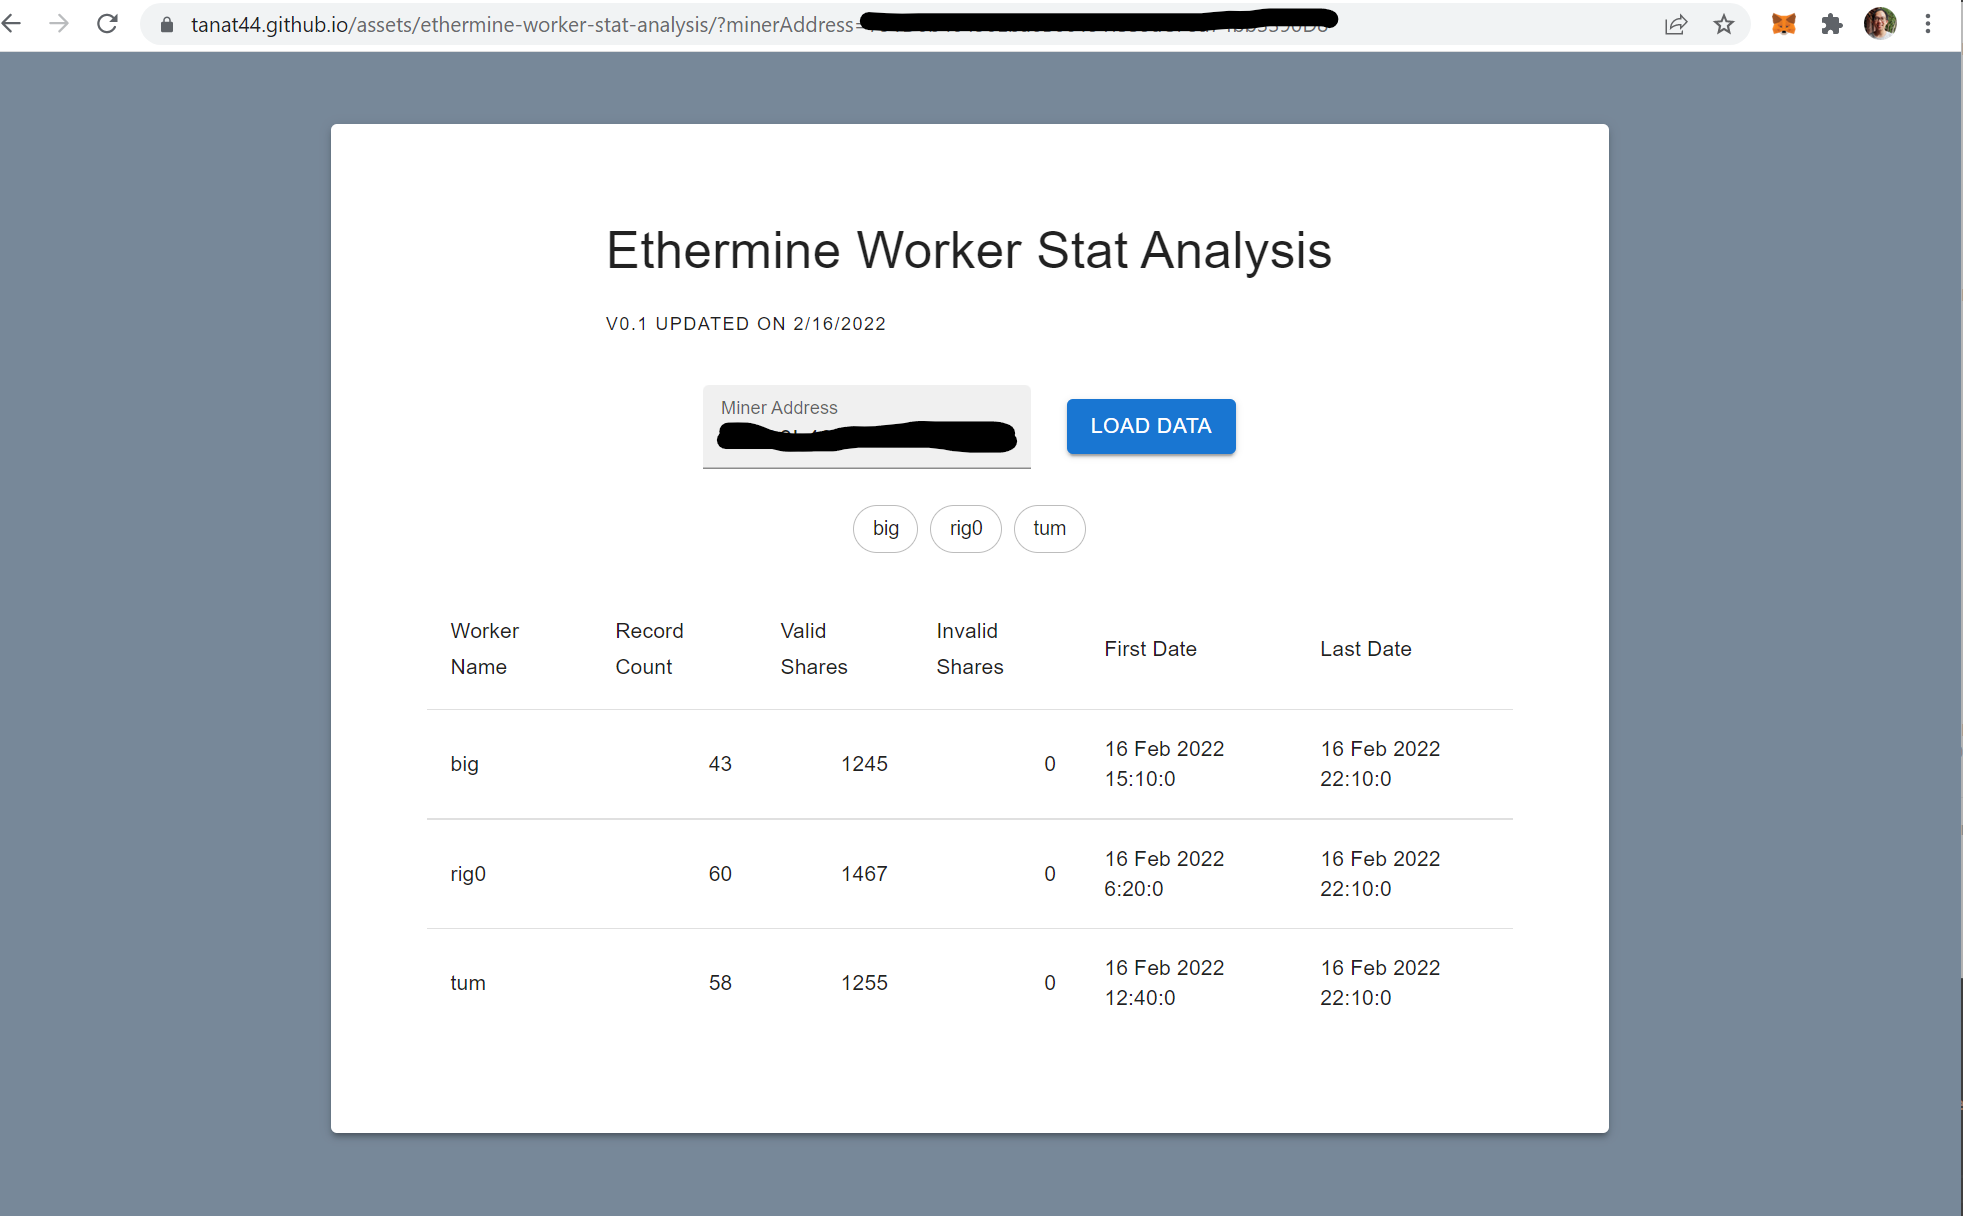 tanat44.github.io/assets/ethermine-worker-stat-analysis/?minerAddress=
Ethermine Worker Stat Analysis
V0.1 UPDATED ON 2/16/2022
Miner Address
LOAD DATA
big rig0 tum
Worker Name Record Count Valid Shares Invalid Shares First Date Last Date
big 43 1245 0 16 Feb 2022 15:10:0 16 Feb 2022 22:10:0
rig0 60 1467 0 16 Feb 2022 6:20:0 16 Feb 2022 22:10:0
tum 58 1255 0 16 Feb 2022 12:40:0 16 Feb 2022 22:10:0